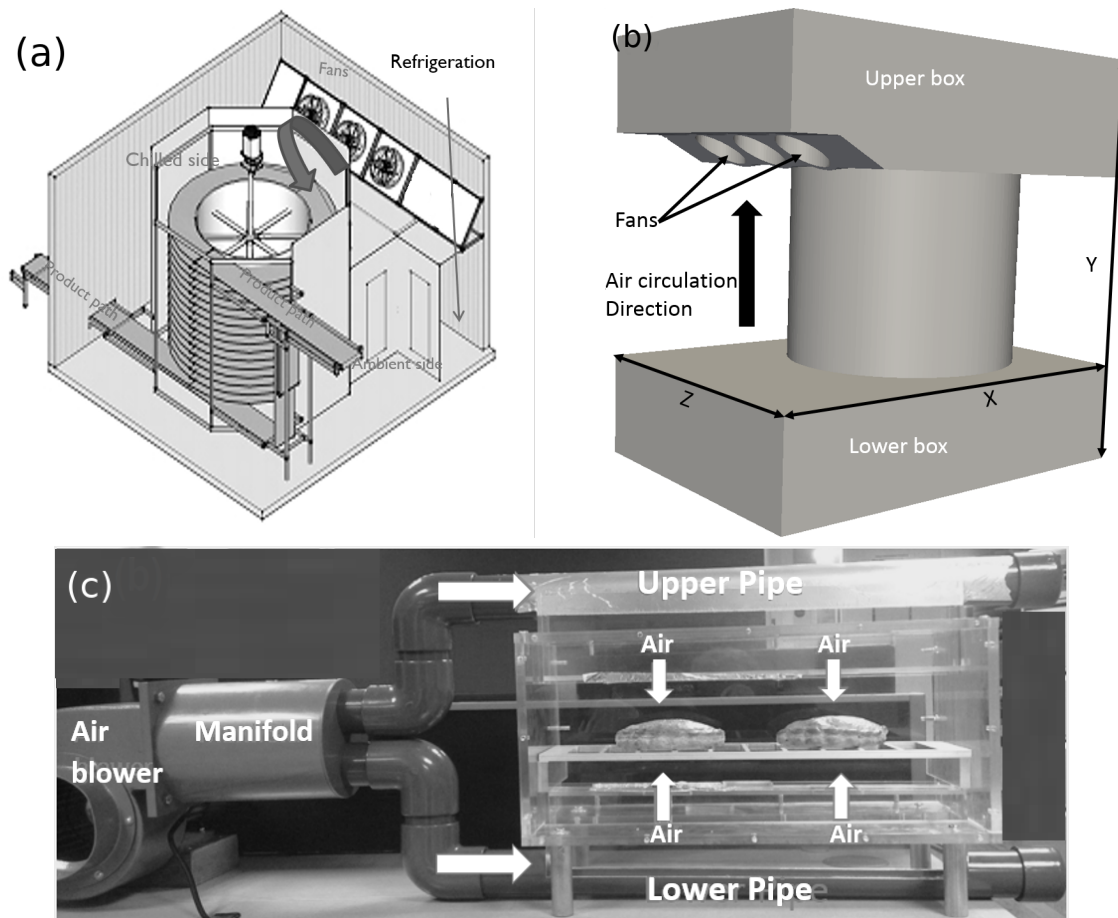 (a)
Fans
Refrigeration
Chilled side
Product path
Product path
Ambient side
(b)
Upper box
Fans
Air circulation
Direction
Y
Z
X
Lower box
(c)
Upper Pipe
Air
Air
Air
blower
Manifold
Air
Air
Lower Pipe